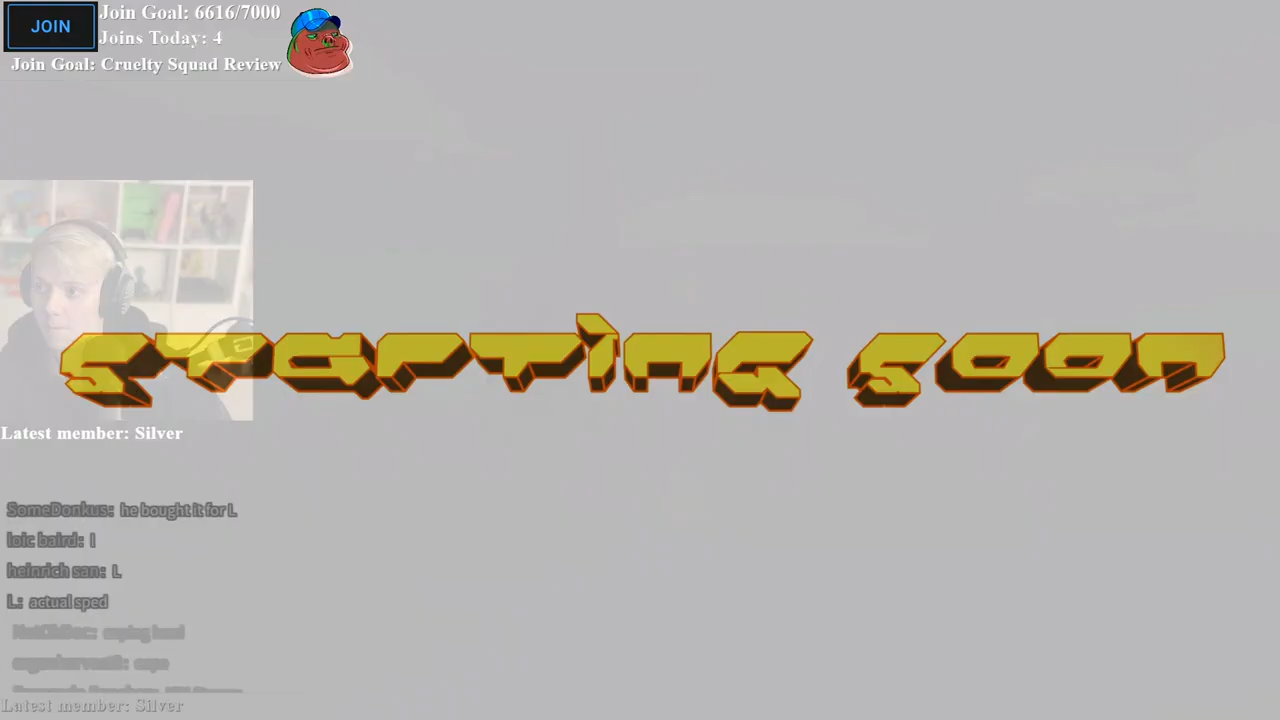 JOIN
Join Goal: 6616/7000
Joins Today: 4
Join Goal: Cruelty Squad Review
starting soon
Latest member: Silver
SomeDonkus: he bought it for L
loic baird: l
heinrich san: L
L.: actual sped
Latest member: Silver